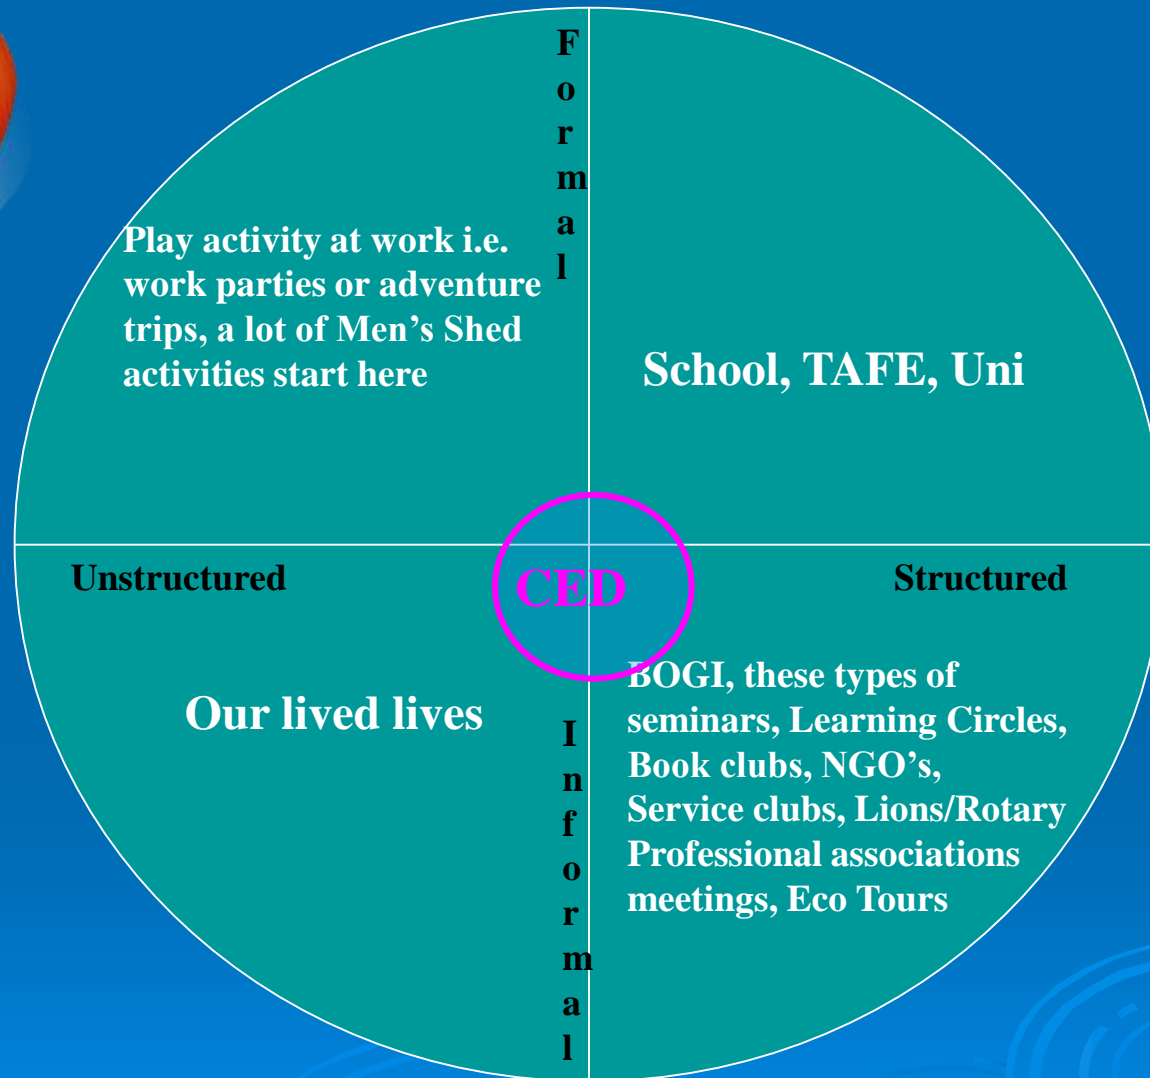 Formal
Play activity at work i.e.
work parties or adventure
trips, a lot of Men’s Shed
activities start here
School, TAFE, Uni
Unstructured
CED
Structured
Our lived lives
Informal
BOGI, these types of
seminars, Learning Circles,
Book clubs, NGO’s,
Service clubs, Lions/Rotary
Professional associations
meetings, Eco Tours